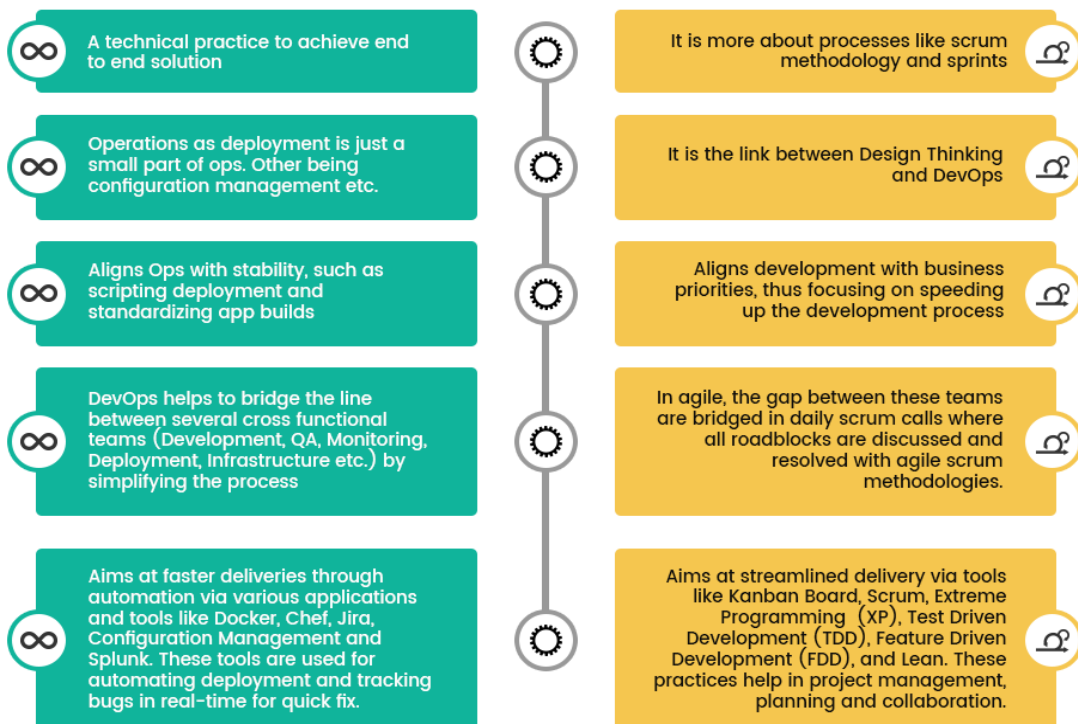 A technical practice to achieve end
to end solution
It is more about processes like scrum
methodology and sprints
Operations as deployment is just a
small part of ops. Other being
configuration management etc.
It is the link between Design Thinking
and DevOps
Aligns Ops with stability, such as
scripting deployment and
standardizing app builds
Aligns development with business
priorities, thus focusing on speeding
up the development process
DevOps helps to bridge the line
between several cross functional
teams (Development, QA, Monitoring,
Deployment, Infrastructure etc.) by
simplifying the process
In agile, the gap between these teams
are bridged in daily scrum calls where
all roadblocks are discussed and
resolved with agile scrum
methodologies.
Aims at faster deliveries through
automation via various applications
and tools like Docker, Chef, Jira,
Configuration Management and
Splunk. These tools are used for
automating deployment and tracking
bugs in real-time for quick fix.
Aims at streamlined delivery via tools
like Kanban Board, Scrum, Extreme
Programming (XP), Test Driven
Development (TDD), Feature Driven
Development (FDD), and Lean. These
practices help in project management,
planning and collaboration.